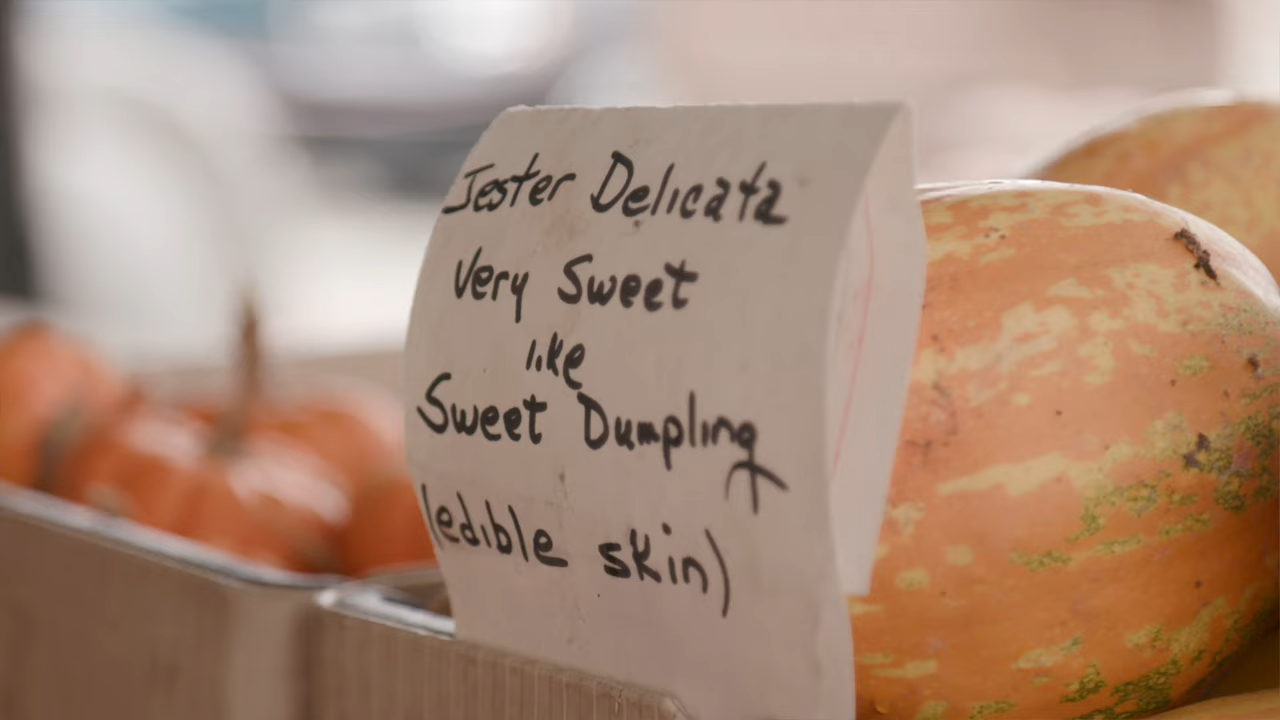 Jester Delicata
Very Sweet
like
Sweet Dumpling
(edible skin)